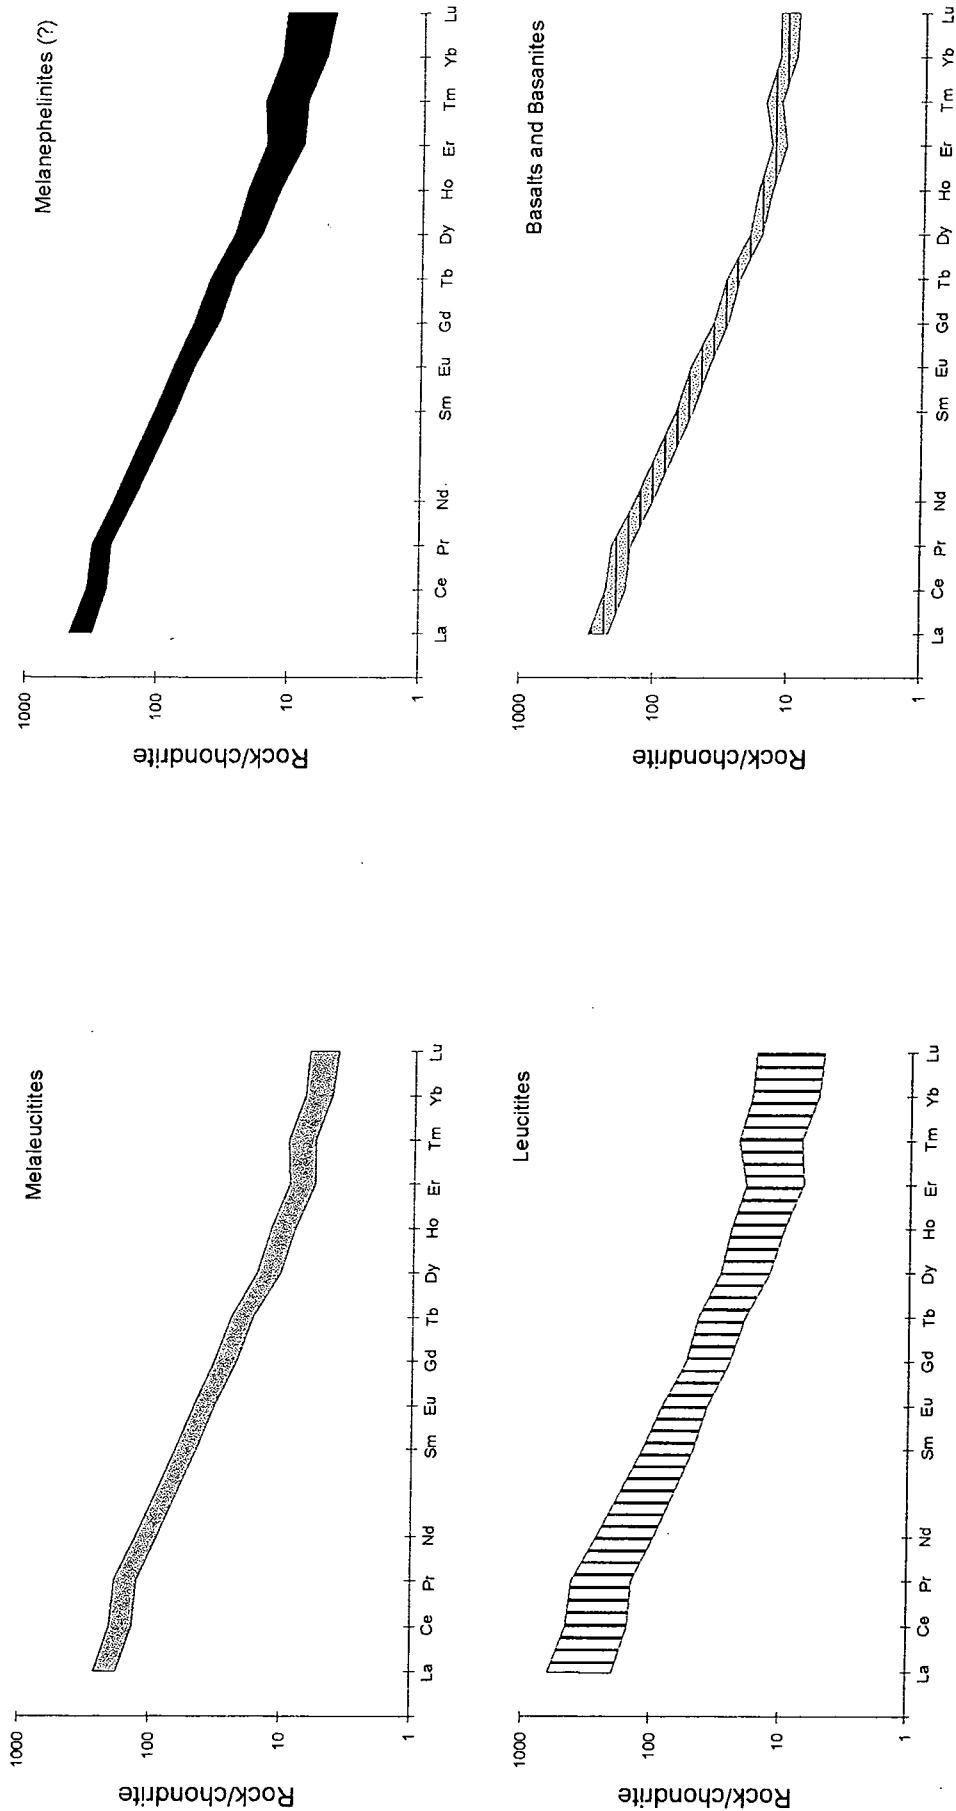 Melaleucitites
Rock/chondrite
1000
100
10
1
La Ce Pr Nd Sm Eu Gd Tb Dy Ho Er Tm Yb Lu
Melanephelinites (?)
Rock/chondrite
1000
100
10
1
La Ce Pr Nd Sm Eu Gd Tb Dy Ho Er Tm Yb Lu
Leucitites
Rock/chondrite
1000
100
10
1
La Ce Pr Nd Sm Eu Gd Tb Dy Ho Er Tm Yb Lu
Basalts and Basanites
Rock/chondrite
1000
100
10
1
La Ce Pr Nd Sm Eu Gd Tb Dy Ho Er Tm Yb Lu